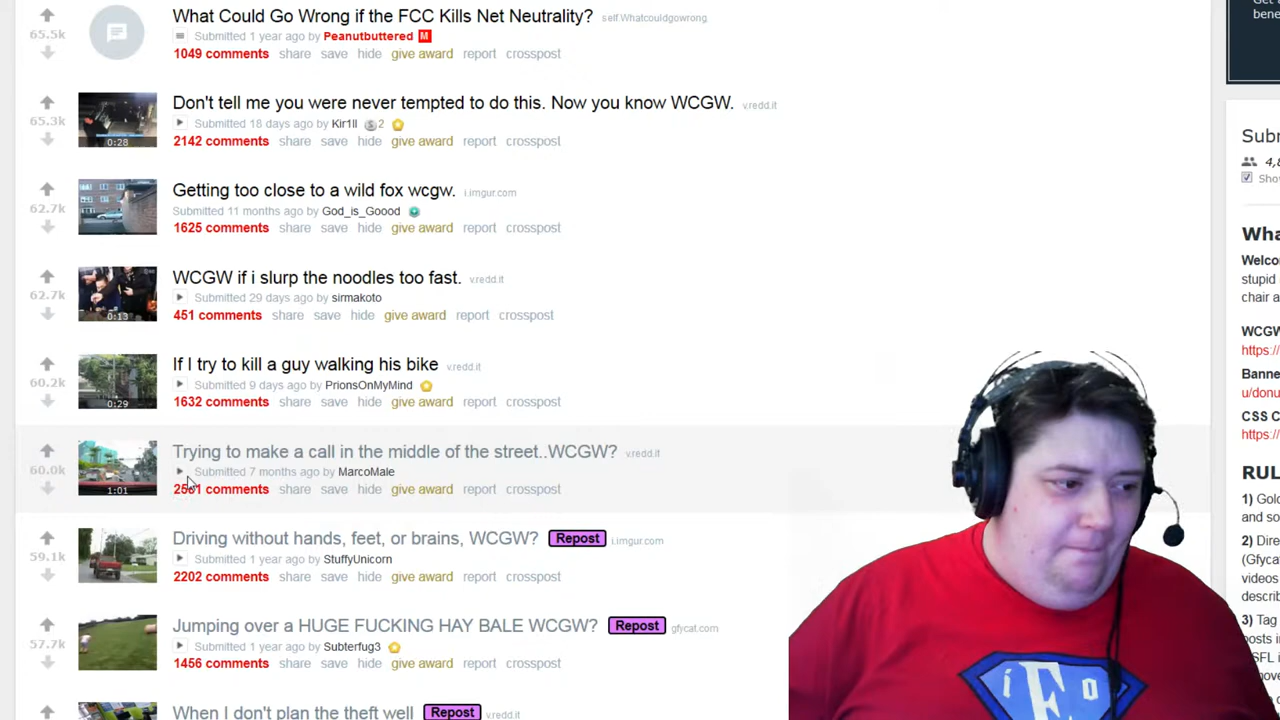 What Could Go Wrong if the FCC Kills Net Neutrality? self.Whatcouldgowrong
65.5k
Submitted 1 year ago by Peanutbuttered M
1049 comments share save hide give award report crosspost
Don't tell me you were never tempted to do this. Now you know WCGW. v.redd.it
65.3k
Submitted 18 days ago by Kir1ll 2
0:28
2142 comments share save hide give award report crosspost
Getting too close to a wild fox wcgw. i.imgur.com
62.7k
Submitted 11 months ago by God_is_Goood
1625 comments share save hide give award report crosspost
WCGW if i slurp the noodles too fast. v.redd.it
62.7k
Submitted 29 days ago by sirmakoto
0:13
451 comments share save hide give award report crosspost
If I try to kill a guy walking his bike v.redd.it
60.2k
Submitted 9 days ago by PrionsOnMyMind
0:29
1632 comments share save hide give award report crosspost
Trying to make a call in the middle of the street..WCGW? v.redd.it
60.0k
Submitted 7 months ago by MarcoMale
1:01
comments share save hide give award report crosspost
Driving without hands, feet, or brains, WCGW? Repost i.imgur.com
59.1k
Submitted 1 year ago by StuffyUnicorn
2202 comments share save hide give award report crosspost
Jumping over a HUGE FUCKING HAY BALE WCGW? Repost gfycat.com
57.7k
Submitted 1 year ago by Subterfug3
1456 comments share save hide give award report crosspost
When I don't plan the theft well Repost v.redd.it
bene
Subm
4,8
Sho
Wha
Welco
stupid
chair a
WCGW
https:/
Banne
u/donu
CSS C
https:/
RUL
1) Gold
and so
2) Dire
(Gfyca
videos
describ
3) Tag
íEo